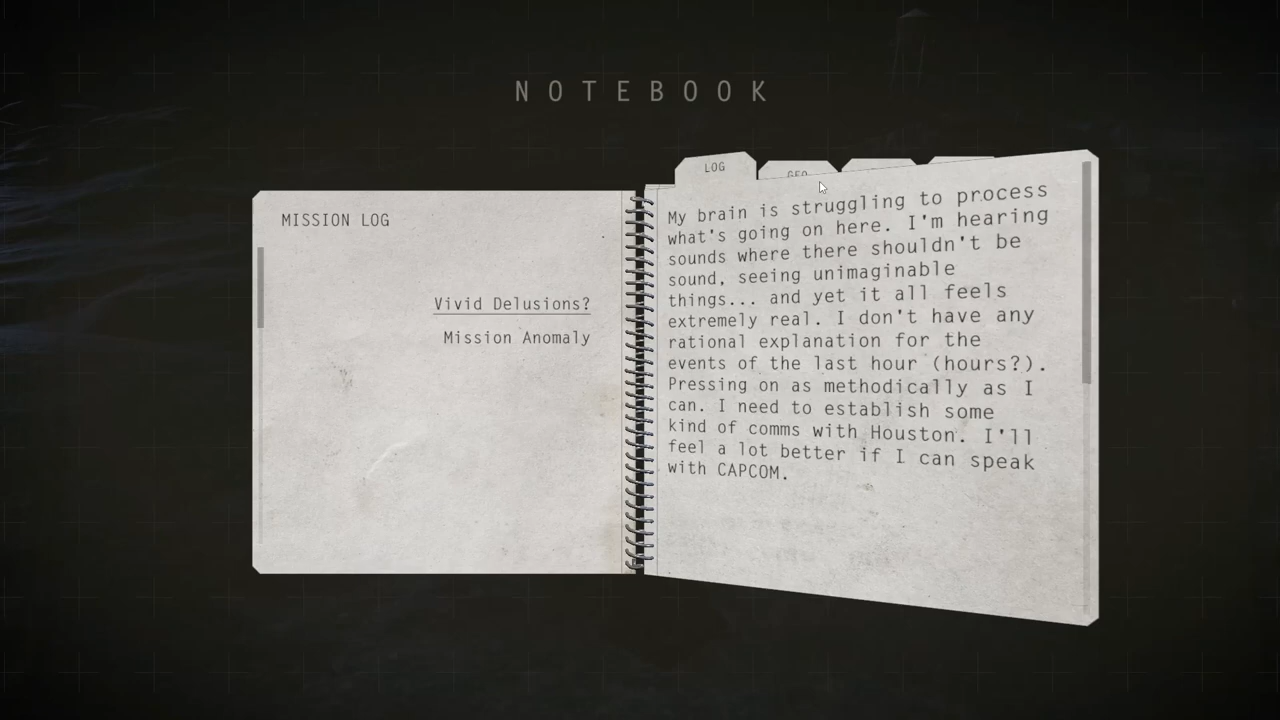 NOTEBOOK
LOG
GEO
MISSION LOG
Vivid Delusions?
Mission Anomaly
My brain is struggling to process
what's going on here. I'm hearing
sounds where there shouldn't be
sound, seeing unimaginable
things... and yet it all feels
extremely real. I don't have any
rational explanation for the
events of the last hour (hours?).
Pressing on as methodically as I
can. I need to establish some
kind of comms with Houston. I'll
feel a lot better if I can speak
with CAPCOM.